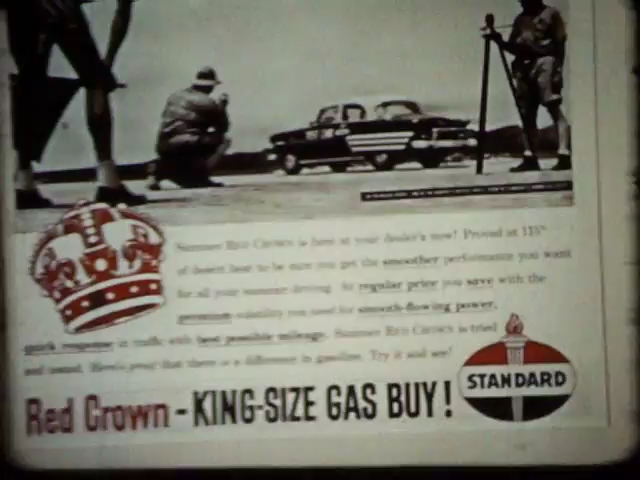 Summer RED CROWN is here at your dealer's now! Proved at 115°
of desert heat to be sure you get the smoother performance you want
for all your summer driving. At regular price you save with the
premium volatility you need for smooth-flowing power,
quick response in traffic with best possible mileage. Summer RED CROWN is tried
and tested. Here's proof that there is a difference in gasoline. Try it and see!
Red Crown - KING-SIZE GAS BUY!
STANDARD